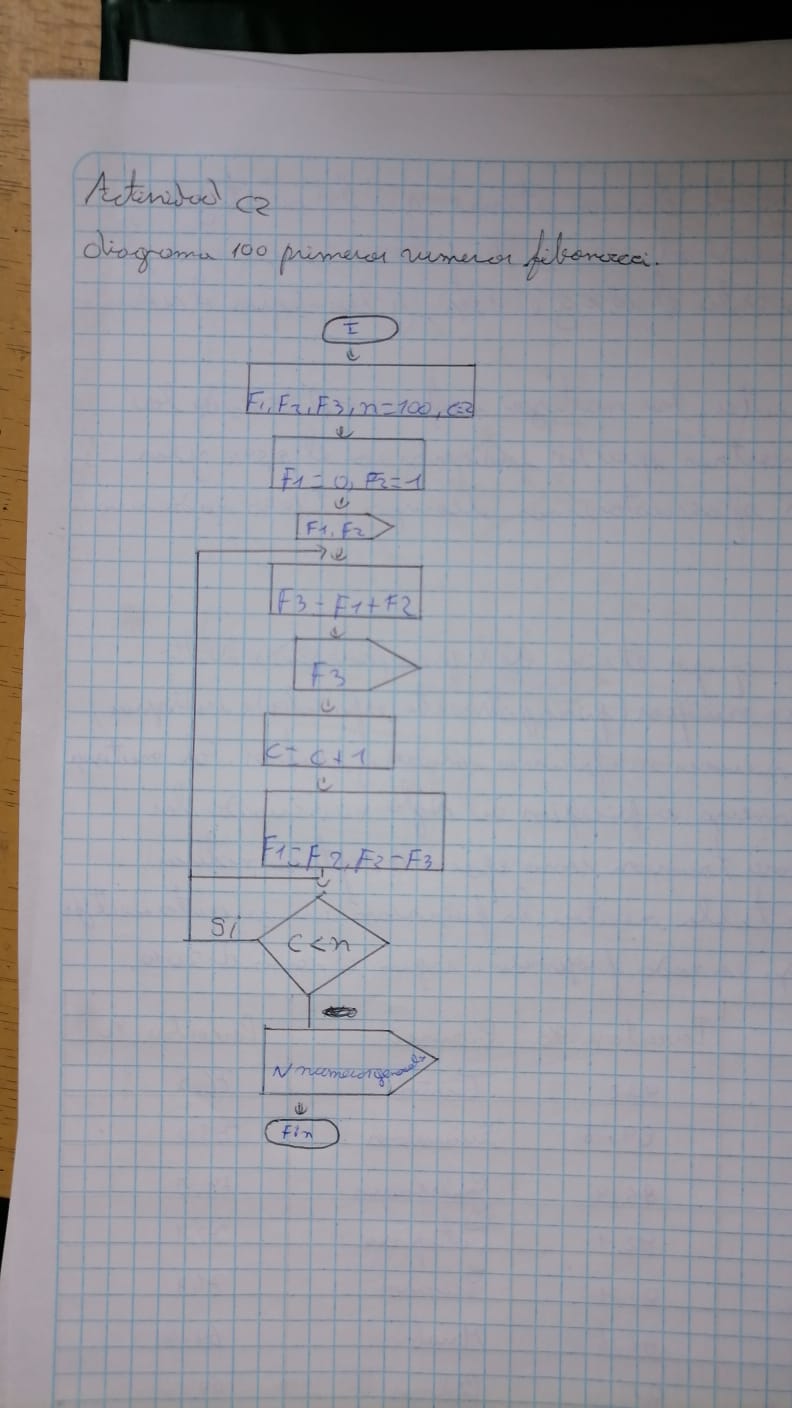 Actividad C2
diagrama 100 primeros numeros fibonacci.
I
F1, F2, F3, n=100, c=2
F1=0, F2=1
F1, F2
F3=F1+F2
F3
C=C+1
F1=F2, F2=F3
Si
C<n
N numeros generados
Fin